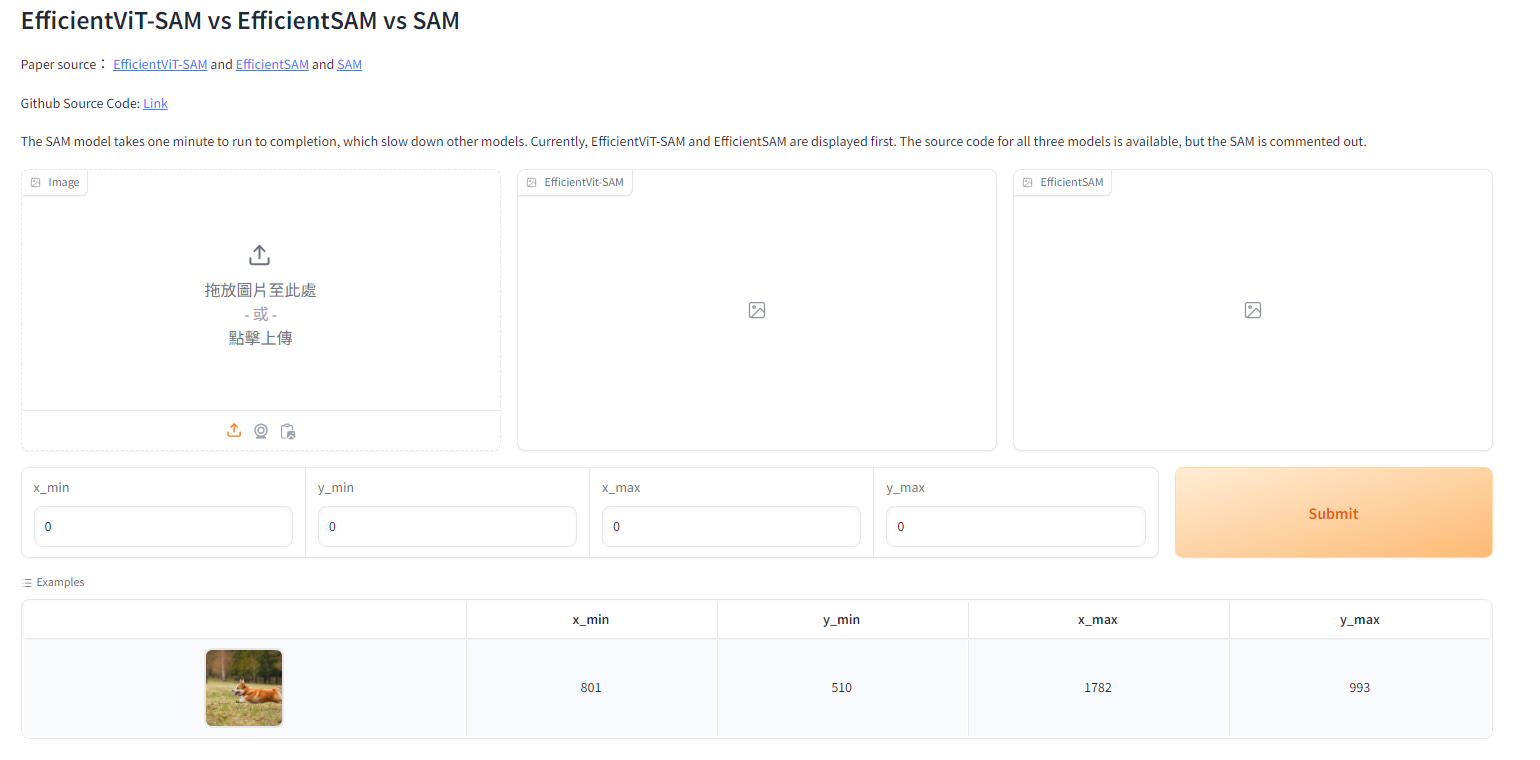 EfficientViT-SAM vs EfficientSAM vs SAM
Paper source： EfficientViT-SAM and EfficientSAM and SAM
Github Source Code: Link
The SAM model takes one minute to run to completion, which slow down other models. Currently, EfficientViT-SAM and EfficientSAM are displayed first. The source code for all three models is available, but the SAM is commented out.
Image
EfficientVit-SAM
EfficientSAM
拖放圖片至此處
- 或 -
點擊上傳
x_min
y_min
x_max
y_max
0
0
0
0
Submit
Examples
x_min
y_min
x_max
y_max
801
510
1782
993